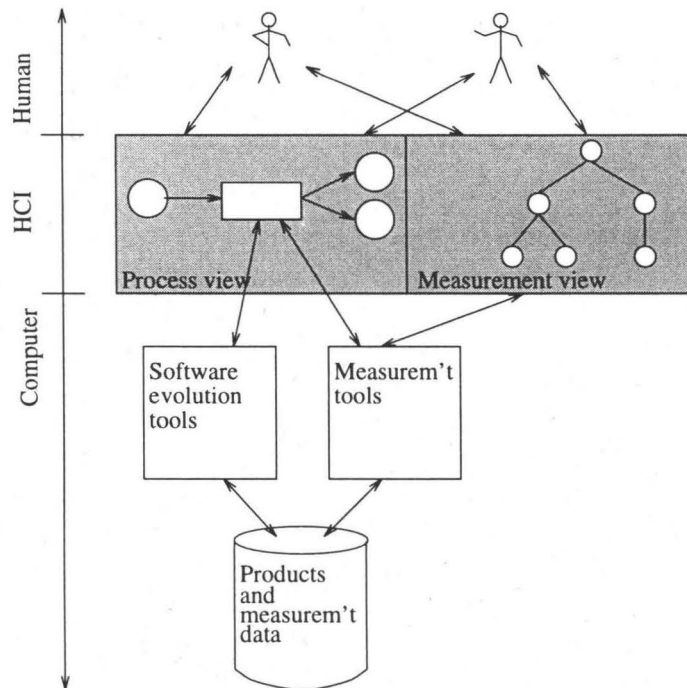 Human
HCI
Process view
Measurement view
Computer
Software
evolution
tools
Measurem't
tools
Products
and
measurem't
data